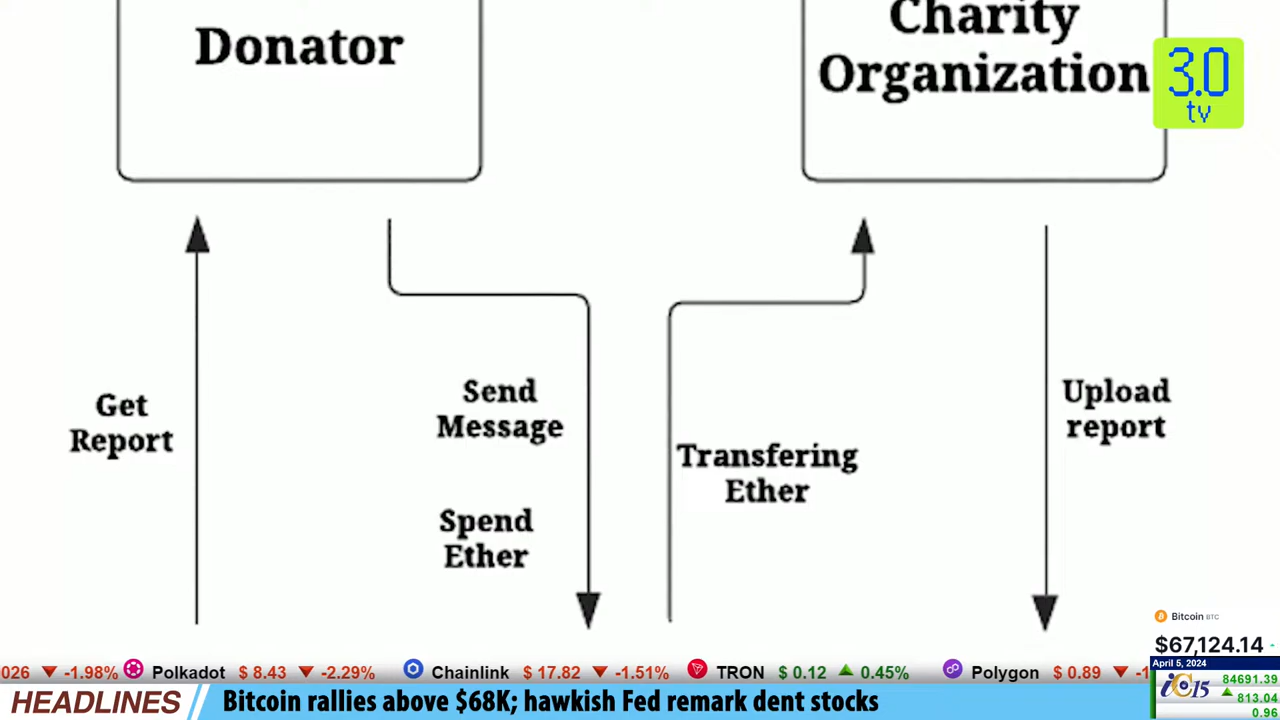 Donator
Charity
Organization
3.0
tv
Get
Report
Send
Message
Spend
Ether
Transfering
Ether
Upload
report
Bitcoin BTC
$67,124.14
April 5, 2024
026 -1.98% Polkadot $ 8.43 -2.29% Chainlink $ 17.82 -1.51% TRON $ 0.12 0.45% Polygon $ 0.89 -1
84691.39
813.04
0.96
15
HEADLINES
Bitcoin rallies above $68K; hawkish Fed remark dent stocks